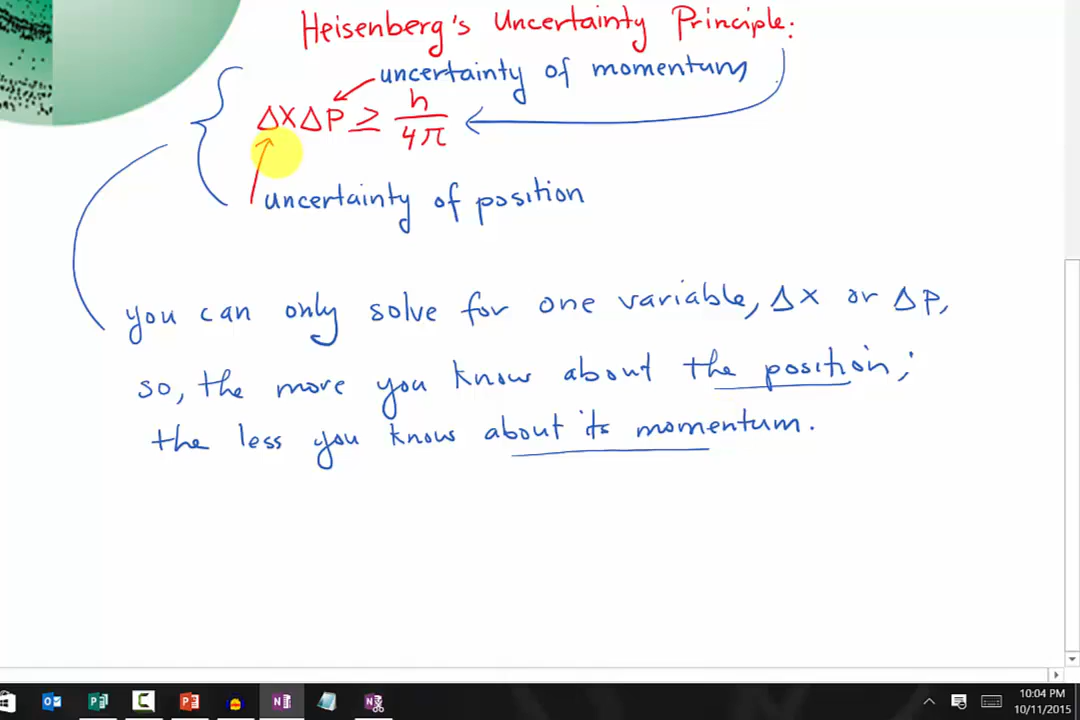 Heisenberg's Uncertainty Principle:
uncertainty of momentum
ΔxΔP ≥ h/4π
uncertainty of position
you can only solve for one variable, Δx or ΔP,
so, the more you know about the position;
the less you know about its momentum.
10:04 PM
10/11/2015